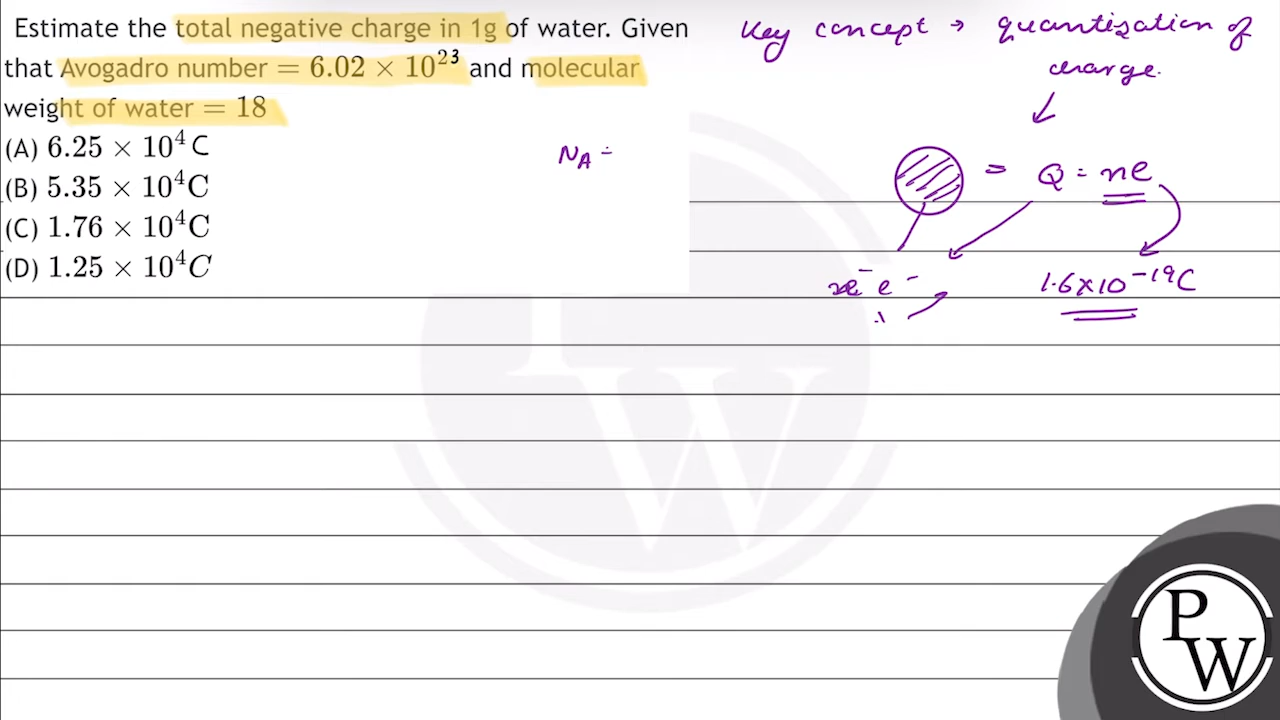 Estimate the total negative charge in 1g of water. Given
that Avogadro number = 6.02 × 10²³ and molecular
weight of water = 18
(A) 6.25 × 10⁴ C
(B) 5.35 × 10⁴C
(C) 1.76 × 10⁴C
(D) 1.25 × 10⁴C
Key concept → quantization of
charge.
N_A =
= Q = ne
e⁻ 1.6×10⁻¹⁹C
P
W